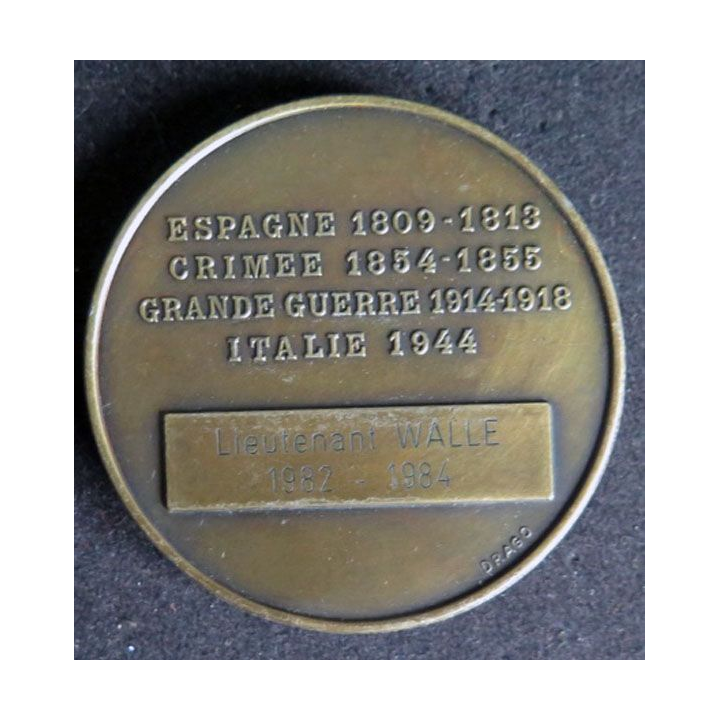 ESPAGNE 1809-1813
CRIMEE 1854-1855
GRANDE GUERRE 1914-1918
ITALIE 1944
Lieutenant WALLE
1982 - 1984
DRAGO